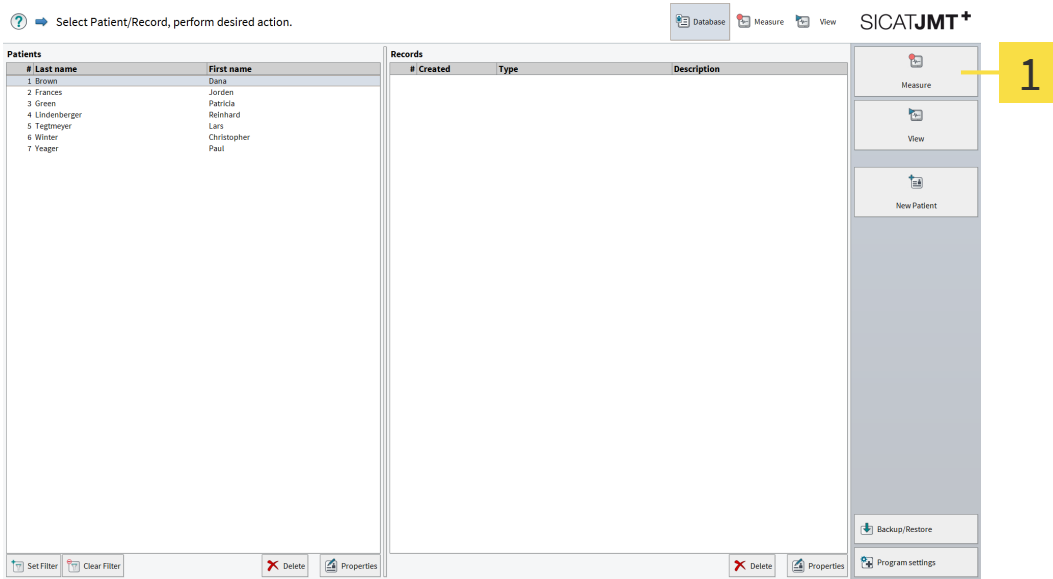 ? Select Patient/Record, perform desired action. Database Measure View SICATJMT+
Patients
# Last name First name
1 Brown Dana
2 Frances Jorden
3 Green Patricia
4 Lindenberger Reinhard
5 Tegtmeyer Lars
6 Winter Christopher
7 Yeager Paul
Set Filter Clear Filter Delete Properties
Records
# Created Type Description
Delete Properties
Measure
View
New Patient
Backup/Restore
Program settings
1